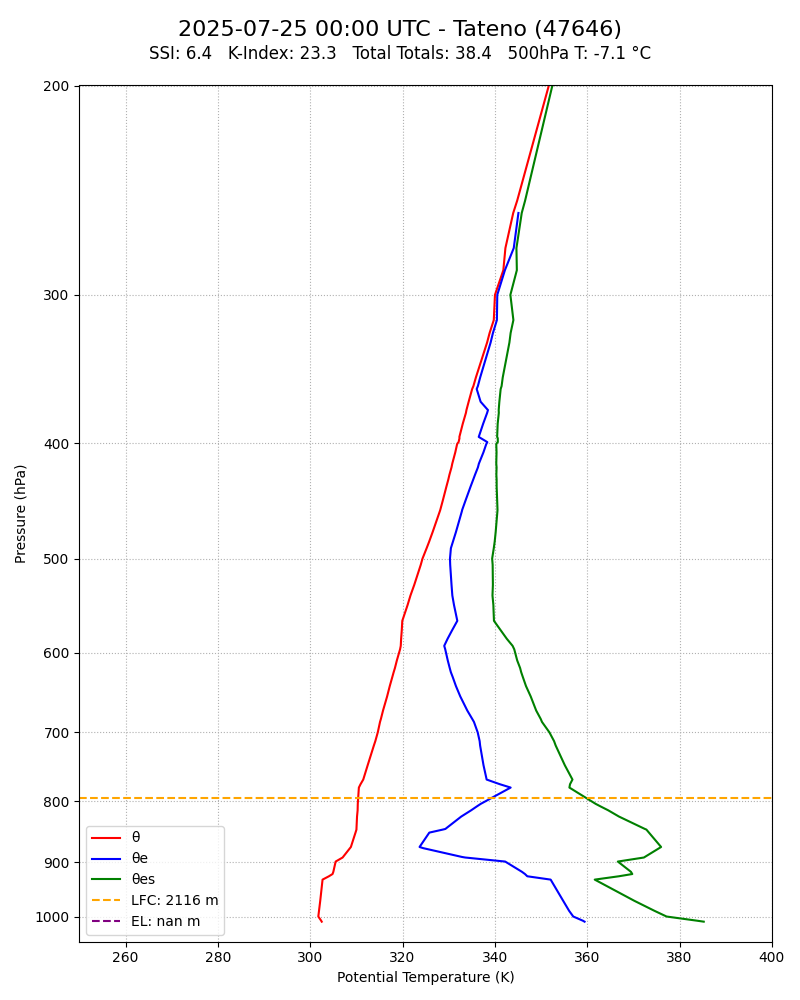 2025-07-25 00:00 UTC - Tateno (47646)
SSI: 6.4   K-Index: 23.3   Total Totals: 38.4   500hPa T: -7.1 °C
200
300
400
500
600
700
800
900
1000
Pressure (hPa)
θ
θe
θes
LFC: 2116 m
EL: nan m
260 280 300 320 340 360 380 400
Potential Temperature (K)